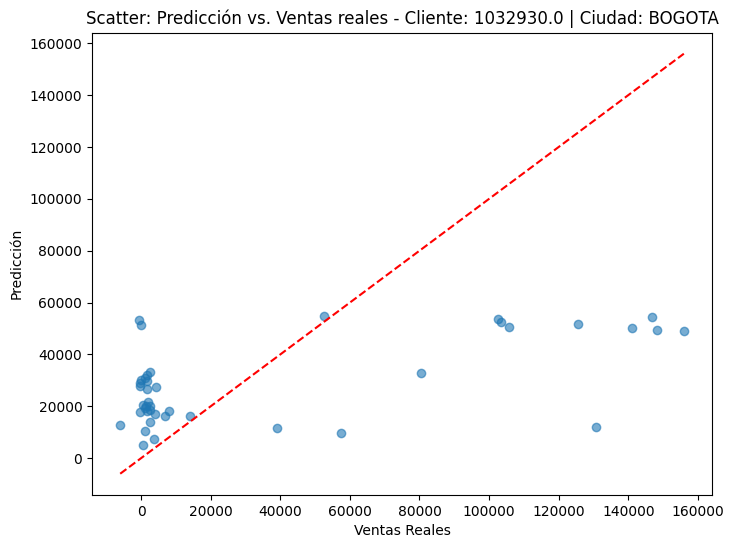 Scatter: Predicción vs. Ventas reales - Cliente: 1032930.0 | Ciudad: BOGOTA
160000
140000
120000
100000
80000
60000
40000
20000
0
Predicción
0 20000 40000 60000 80000 100000 120000 140000 160000
Ventas Reales